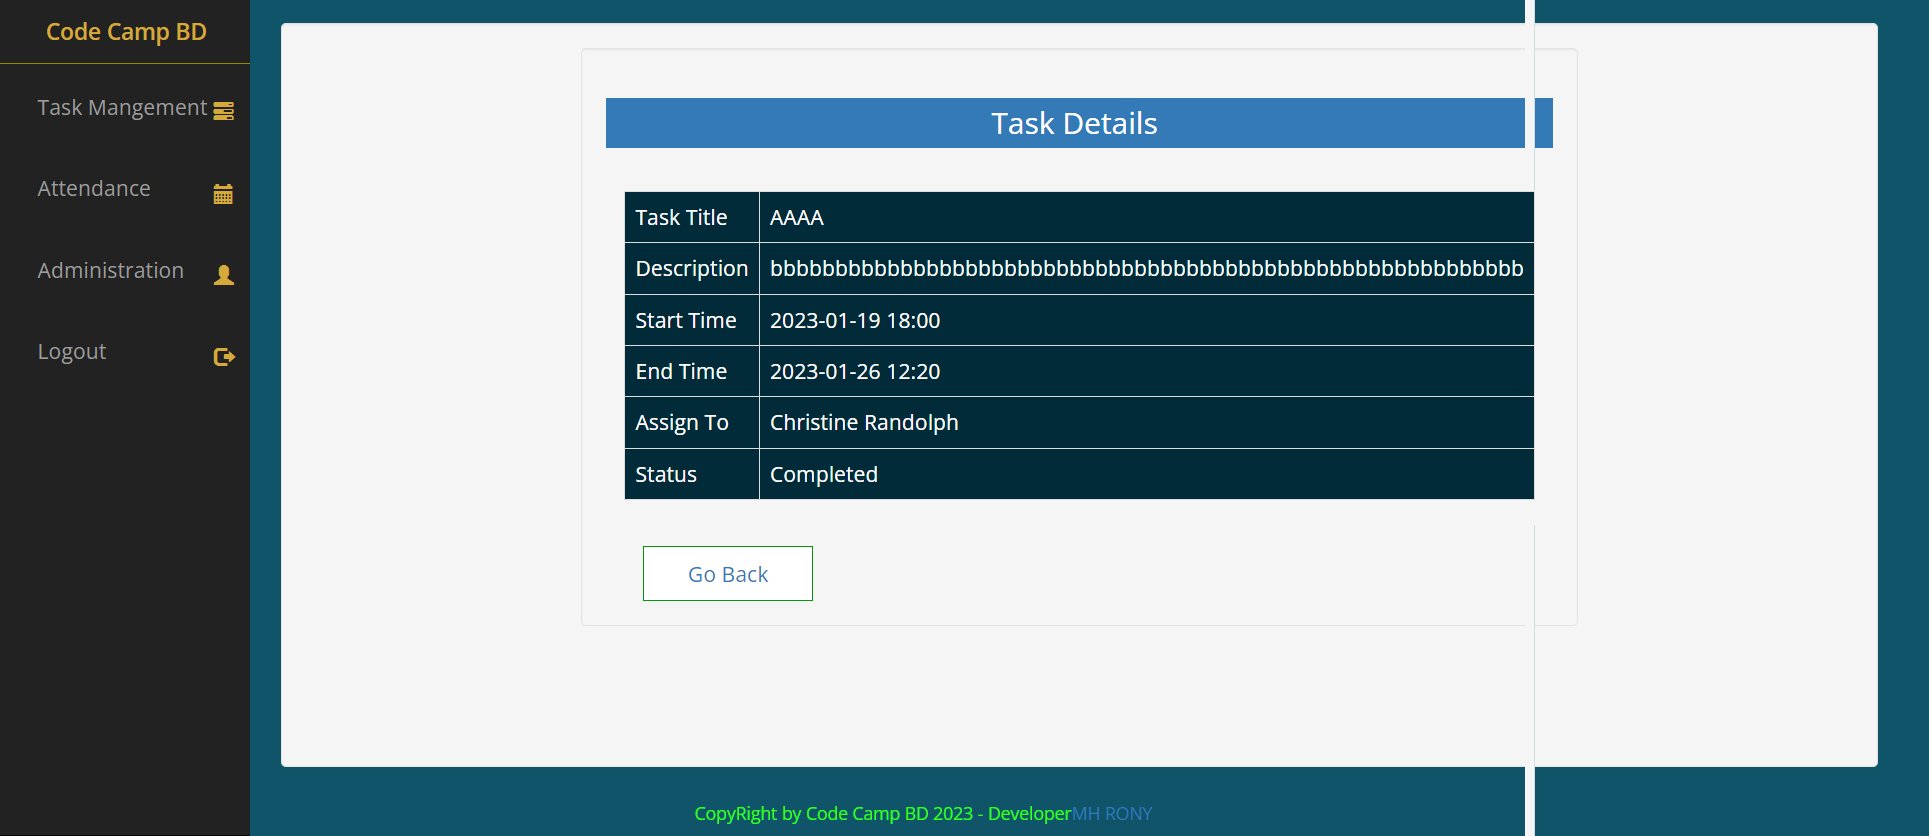 Code Camp BD
Task Mangement
Attendance
Administration
Logout
Task Details
Task Title AAAA
Description bbbbbbbbbbbbbbbbbbbbbbbbbbbbbbbbbbbbbbbbbbbbbbbbbbbbbbbbbb
Start Time 2023-01-19 18:00
End Time 2023-01-26 12:20
Assign To Christine Randolph
Status Completed
Go Back
CopyRight by Code Camp BD 2023 - DeveloperMH RONY